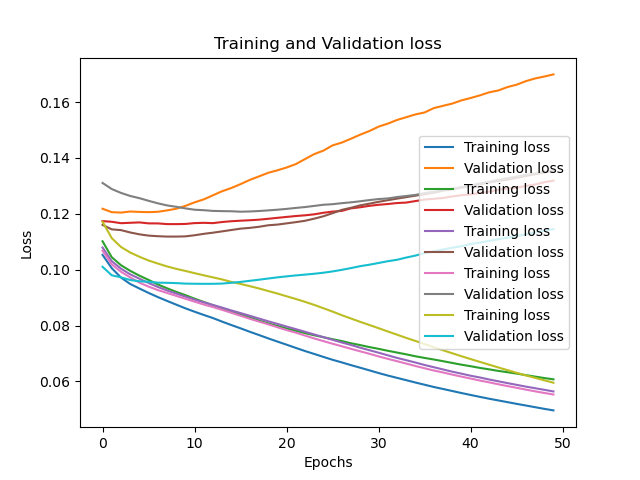 Training and Validation loss
Loss
0.16
0.14
0.12
0.10
0.08
0.06
Training loss
Validation loss
Training loss
Validation loss
Training loss
Validation loss
Training loss
Validation loss
Training loss
Validation loss
0 10 20 30 40 50
Epochs